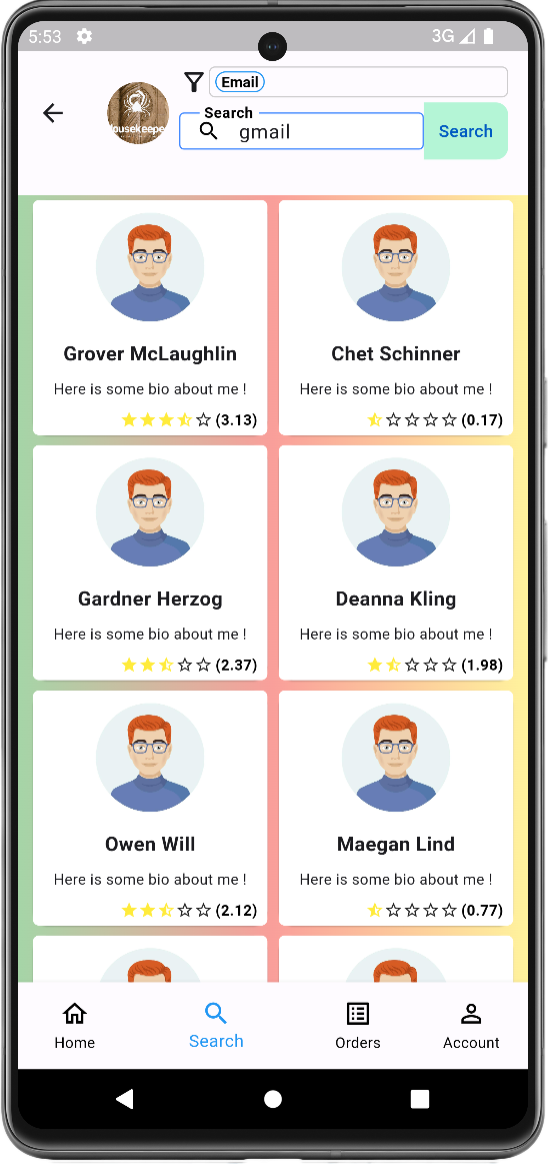 5:53
3G
Email
Search
gmail
Search
ousekeepe
Grover McLaughlin
Here is some bio about me !
(3.13)
Chet Schinner
Here is some bio about me !
(0.17)
Gardner Herzog
Here is some bio about me !
(2.37)
Deanna Kling
Here is some bio about me !
(1.98)
Owen Will
Here is some bio about me !
(2.12)
Maegan Lind
Here is some bio about me !
(0.77)
Home
Search
Orders
Account